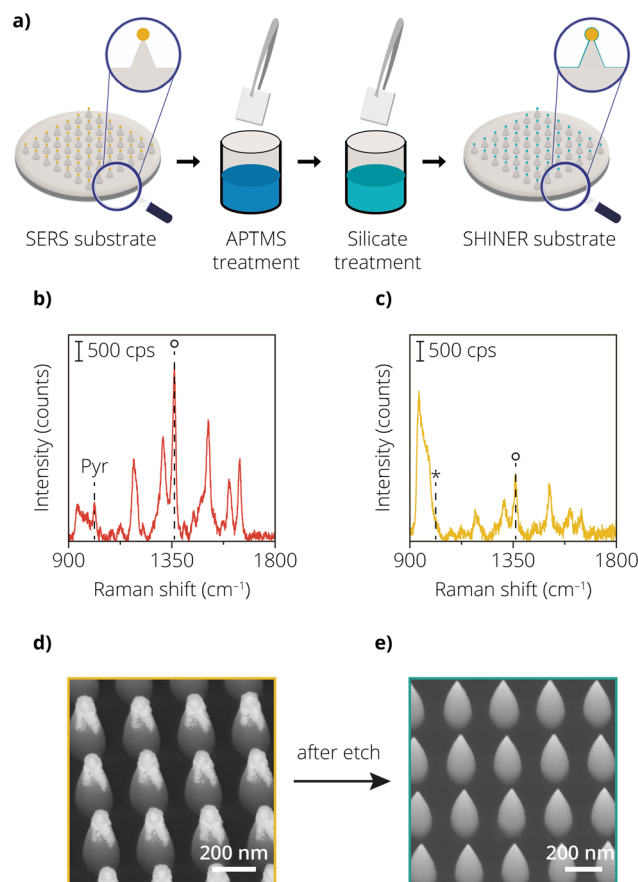 a)
SERS substrate
APTMS
treatment
Silicate
treatment
SHINER substrate
b)
500 cps
Pyr
Intensity (counts)
900
1350
1800
Raman shift (cm⁻¹)
c)
500 cps
*
Intensity (counts)
900
1350
1800
Raman shift (cm⁻¹)
d)
200 nm
after etch
e)
200 nm